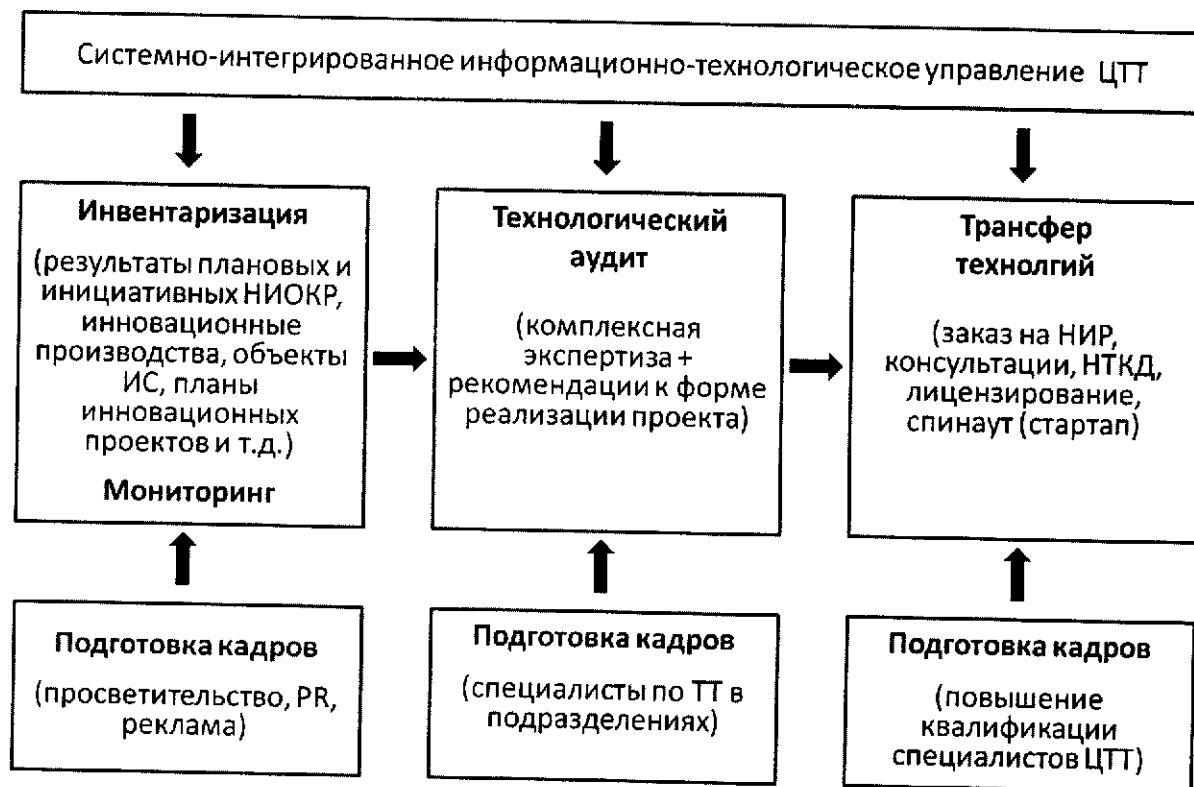 Системно-интегрированное информационно-технологическое управление ЦТТ
Инвентаризация
(результаты плановых и
инициативных НИОКР,
инновационные
производства, объекты
ИС, планы
инновационных
проектов и т.д.)
Мониторинг
Технологический
аудит
(комплексная
экспертиза +
рекомендации к форме
реализации проекта)
Трансфер
технолгий
(заказ на НИР,
консультации, НТКД,
лицензирование,
спинаут (стартап)
Подготовка кадров
(просветительство, PR,
реклама)
Подготовка кадров
(специалисты по ТТ в
подразделениях)
Подготовка кадров
(повышение
квалификации
специалистов ЦТТ)